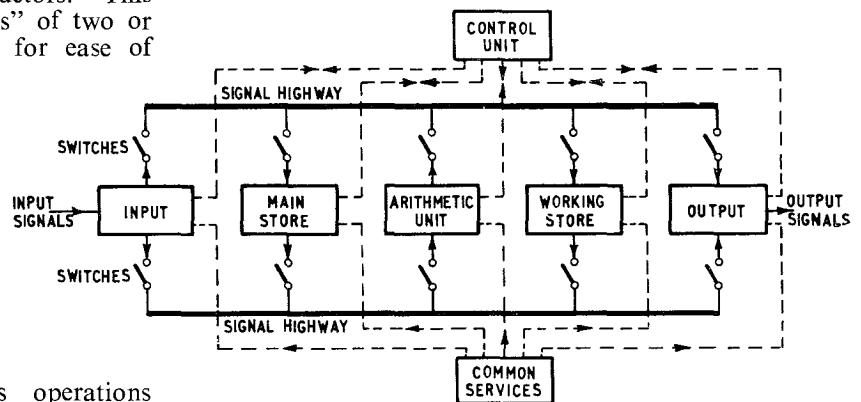 ctors. This
s” of two or
for ease of
CONTROL
UNIT
SIGNAL HIGHWAY
SWITCHES
INPUT
SIGNALS
INPUT
MAIN
STORE
ARITHMETIC
UNIT
WORKING
STORE
OUTPUT
OUTPUT
SIGNALS
SWITCHES
SIGNAL HIGHWAY
COMMON
SERVICES
s operations